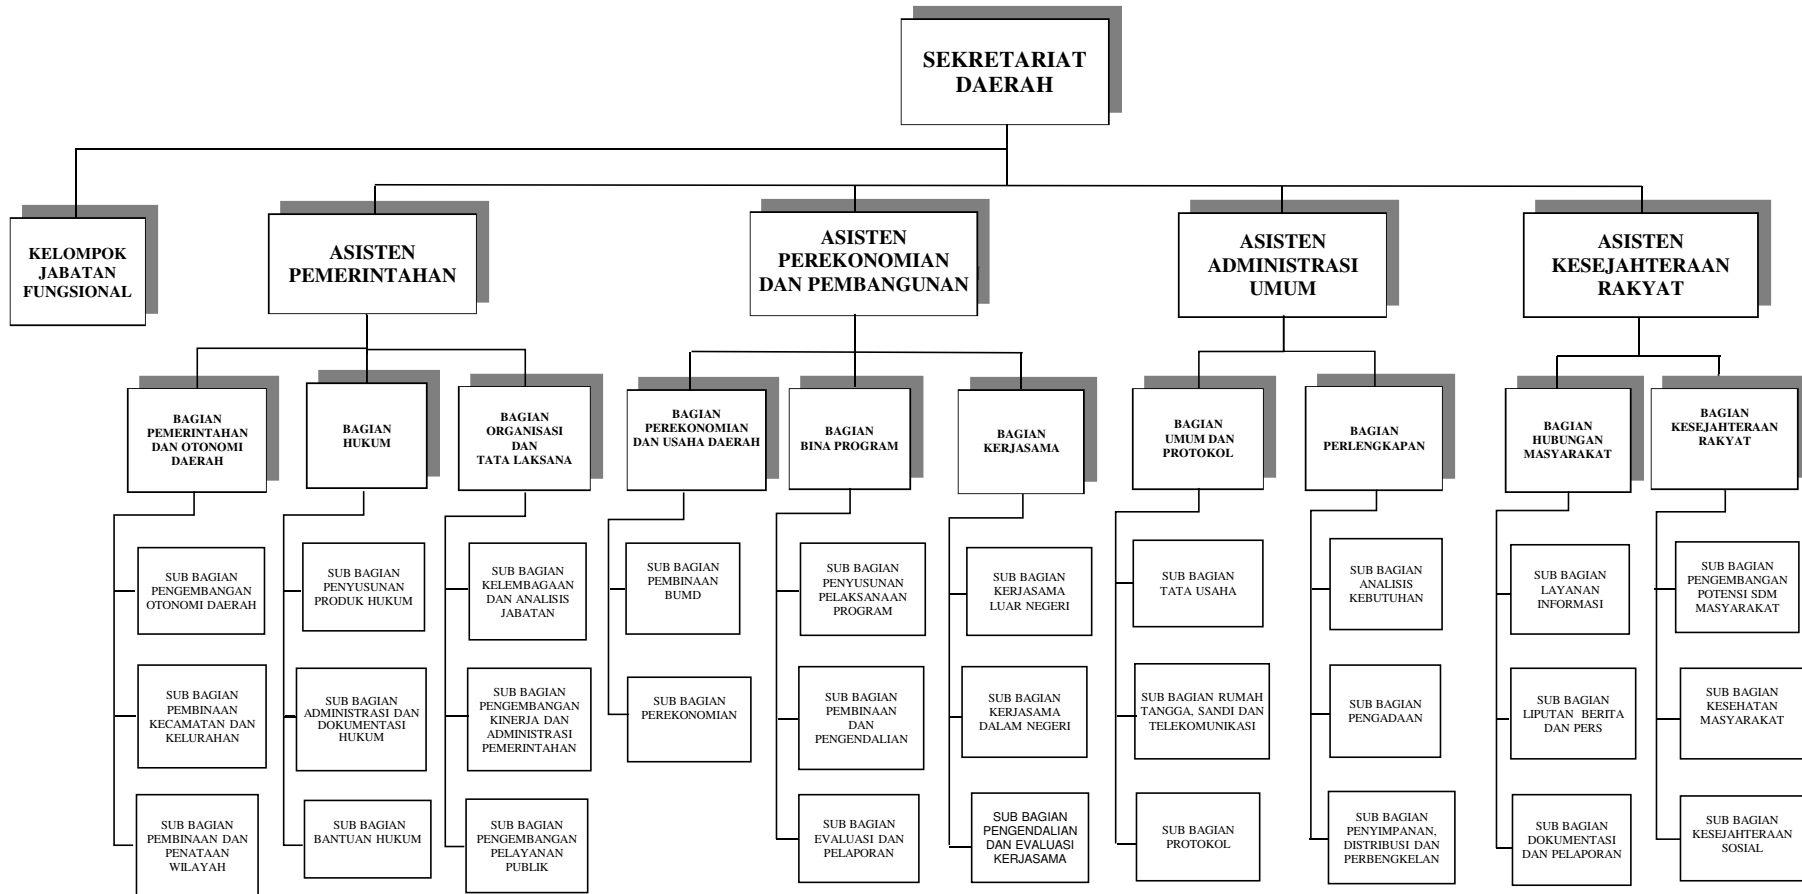 SEKRETARIAT
DAERAH
KELOMPOK
JABATAN
FUNGSIONAL
ASISTEN
PEMERINTAHAN
ASISTEN
PEREKONOMIAN
DAN PEMBANGUNAN
ASISTEN
ADMINISTRASI
UMUM
ASISTEN
KESEJAHTERAAN
RAKYAT
BAGIAN
PEMERINTAHAN
DAN OTONOMI
DAERAH
BAGIAN
HUKUM
BAGIAN
ORGANISASI
DAN
TATA LAKSANA
BAGIAN
PEREKONOMIAN
DAN USAHA DAERAH
BAGIAN
BINA PROGRAM
BAGIAN
KERJASAMA
BAGIAN
UMUM DAN
PROTOKOL
BAGIAN
PERLENGKAPAN
BAGIAN
HUBUNGAN
MASYARAKAT
BAGIAN
KESEJAHTERAAN
RAKYAT
SUB BAGIAN
PENGEMBANGAN
OTONOMI DAERAH
SUB BAGIAN
PENYUSUNAN
PRODUK HUKUM
SUB BAGIAN
KELEMBAGAAN
DAN ANALISIS
JABATAN
SUB BAGIAN
PEMBINAAN
BUMD
SUB BAGIAN
PENYUSUNAN
PELAKSANAAN
PROGRAM
SUB BAGIAN
KERJASAMA
LUAR NEGERI
SUB BAGIAN
TATA USAHA
SUB BAGIAN
ANALISIS
KEBUTUHAN
SUB BAGIAN
LAYANAN
INFORMASI
SUB BAGIAN
PENGEMBANGAN
POTENSI SDM
MASYARAKAT
SUB BAGIAN
PEMBINAAN
KECAMATAN DAN
KELURAHAN
SUB BAGIAN
ADMINISTRASI DAN
DOKUMENTASI
HUKUM
SUB BAGIAN
PENGEMBANGAN
KINERJA DAN
ADMINISTRASI
PEMERINTAHAN
SUB BAGIAN
PEREKONOMIAN
SUB BAGIAN
PEMBINAAN
DAN
PENGENDALIAN
SUB BAGIAN
KERJASAMA
DALAM NEGERI
SUB BAGIAN RUMAH
TANGGA, SANDI DAN
TELEKOMUNIKASI
SUB BAGIAN
PENGADAAN
SUB BAGIAN
LIPUTAN BERITA
DAN PERS
SUB BAGIAN
KESEHATAN
MASYARAKAT
SUB BAGIAN
PEMBINAAN DAN
PENATAAN
WILAYAH
SUB BAGIAN
BANTUAN HUKUM
SUB BAGIAN
PENGEMBANGAN
PELAYANAN
PUBLIK
SUB BAGIAN
EVALUASI DAN
PELAPORAN
SUB BAGIAN
PENGENDALIAN
DAN EVALUASI
KERJASAMA
SUB BAGIAN
PROTOKOL
SUB BAGIAN
PENYIMPANAN,
DISTRIBUSI DAN
PERBENGKELAN
SUB BAGIAN
DOKUMENTASI
DAN PELAPORAN
SUB BAGIAN
KESEJAHTERAAN
SOSIAL